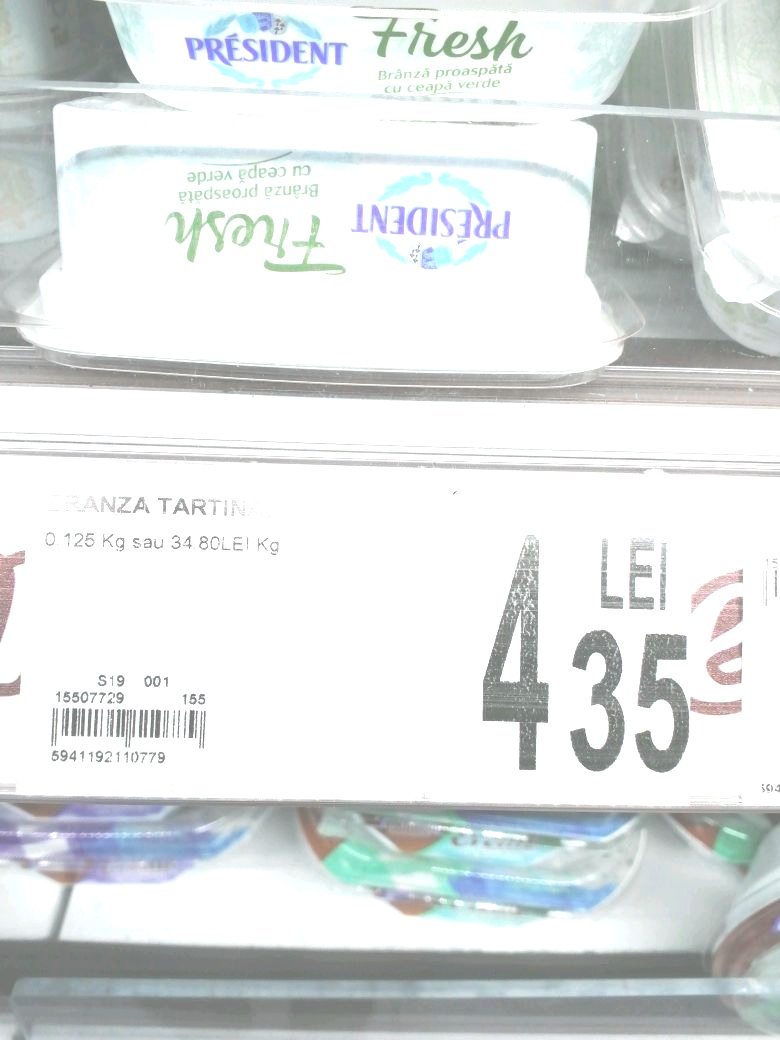 PRÉSIDENT
Fresh
Brânză proaspătă
cu ceapă verde
PRÉSIDENT
Fresh
Brânză proaspătă
cu ceapă verde
0.125 Kg sau 34.80LEI Kg
4 35
LEI
S19 001
15507729 155
5941192110779